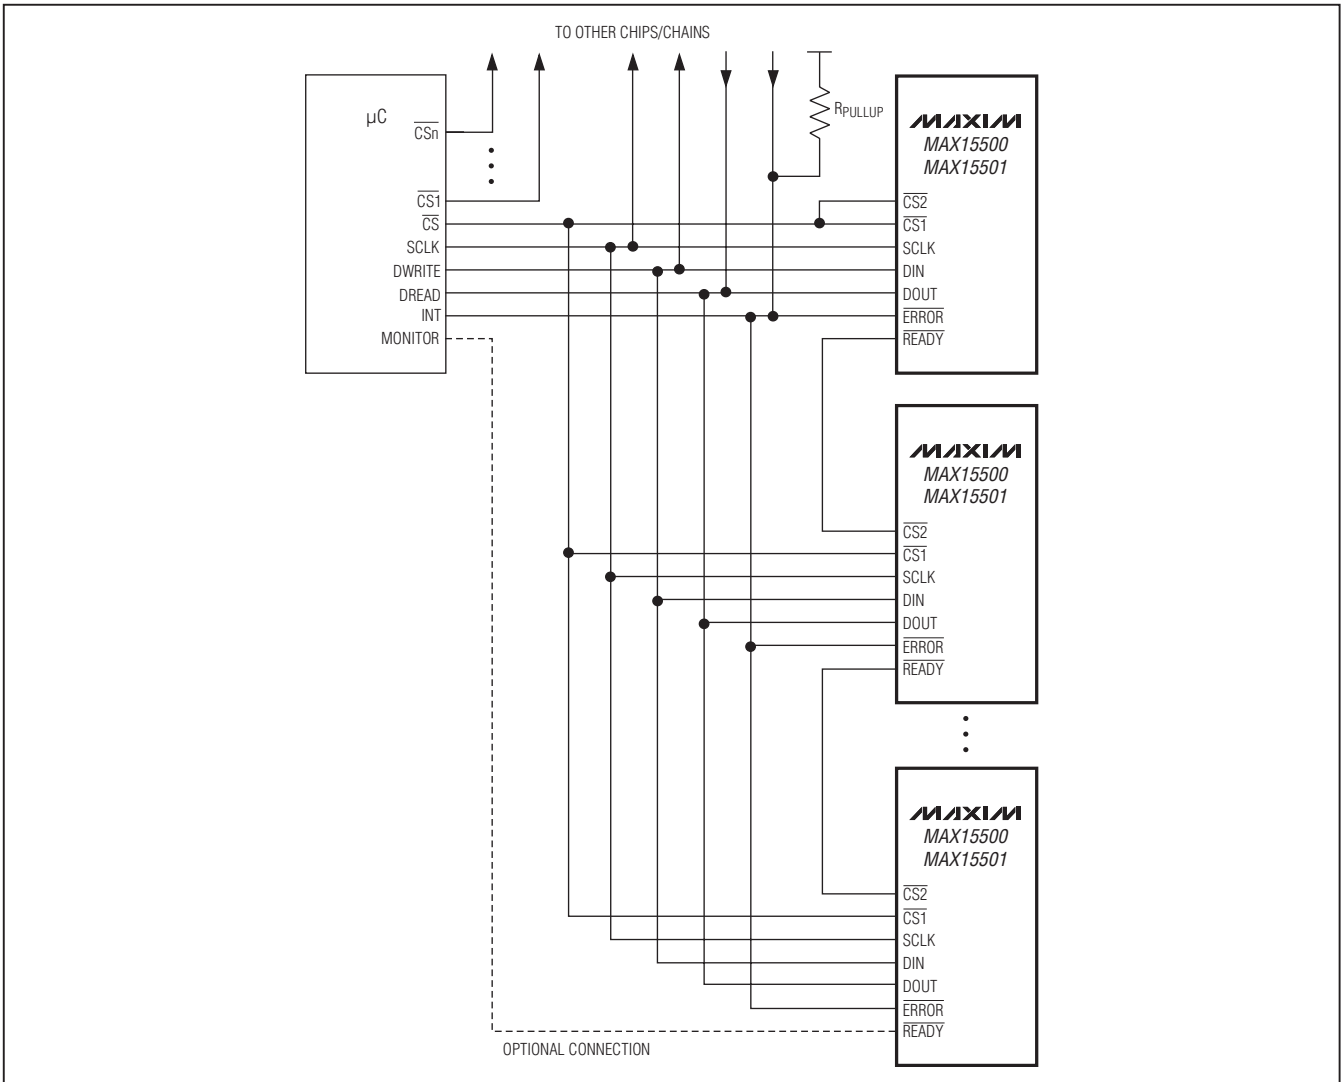 TO OTHER CHIPS/CHAINS
µC
CSn
CS1
CS
SCLK
DWRITE
DREAD
INT
MONITOR
RPULLUP
MAXIM
MAX15500
MAX15501
CS2
CS1
SCLK
DIN
DOUT
ERROR
READY
MAXIM
MAX15500
MAX15501
CS2
CS1
SCLK
DIN
DOUT
ERROR
READY
MAXIM
MAX15500
MAX15501
CS2
CS1
SCLK
DIN
DOUT
ERROR
READY
OPTIONAL CONNECTION